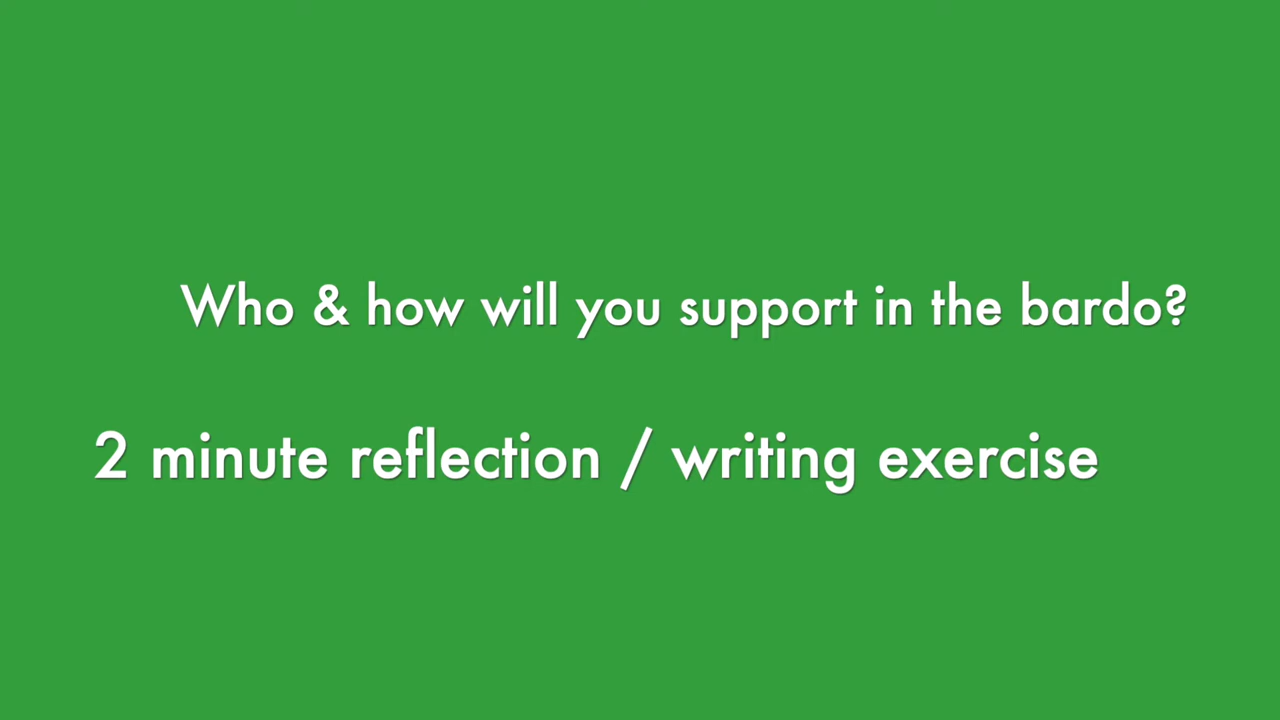 Who & how will you support in the bardo?
2 minute reflection / writing exercise